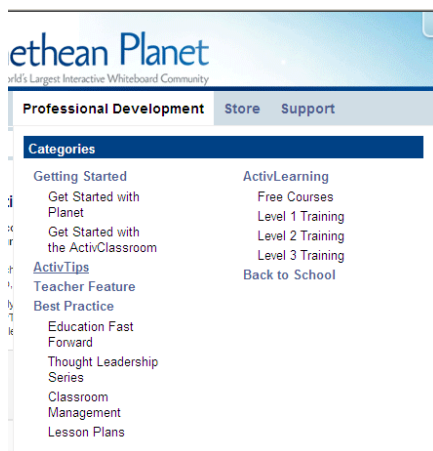 ethean Planet
orld's Largest Interactive Whiteboard Community
Professional Development Store Support
Categories
Getting Started
Get Started with
Planet
Get Started with
the ActivClassroom
ActivTips
Teacher Feature
Best Practice
Education Fast
Forward
Thought Leadership
Series
Classroom
Management
Lesson Plans
ActivLearning
Free Courses
Level 1 Training
Level 2 Training
Level 3 Training
Back to School